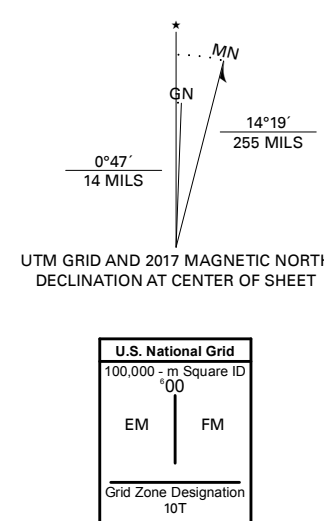 ★
MN
GN
14°19´
255 MILS
0°47´
14 MILS
UTM GRID AND 2017 MAGNETIC NORTH
DECLINATION AT CENTER OF SHEET
U.S. National Grid
100,000 - m Square ID
⁶00
EM FM
Grid Zone Designation
10T